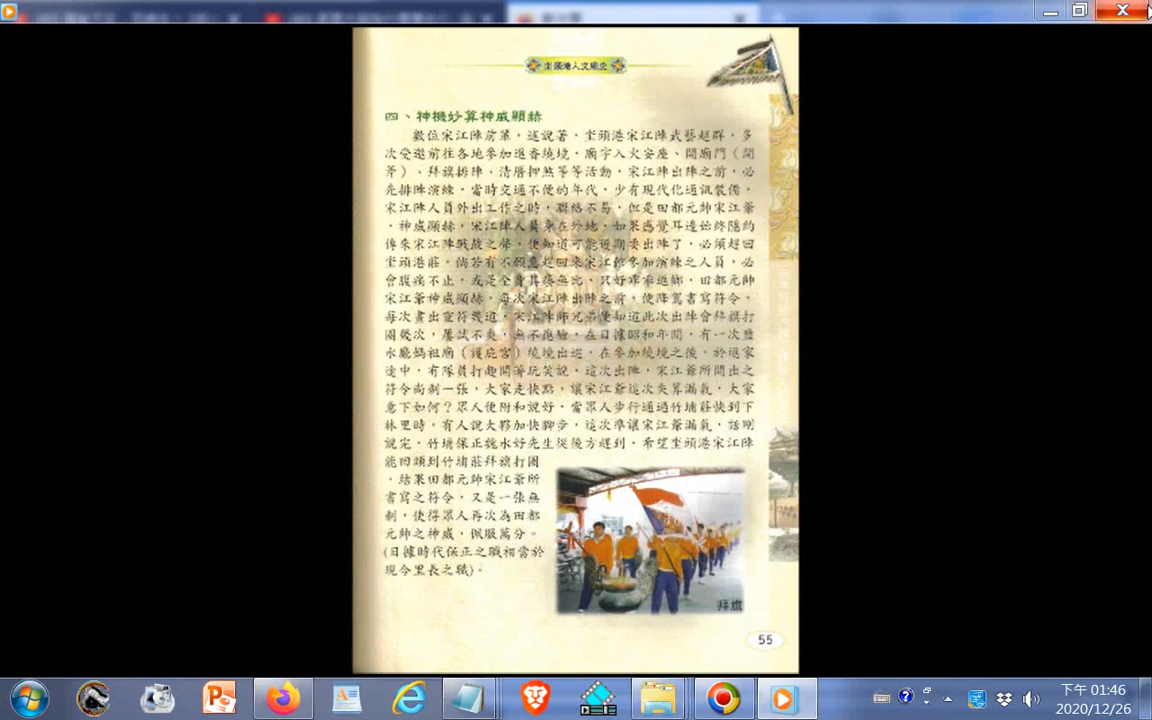 四、神機妙算神威顯赫
數位宋江陣前輩，述說著，坔頭港宋江陣武藝超群，多
次受邀前往各地參加進香繞境，廟宇入火安座、開廟門（開
斧）、拜旗排陣、清厝押煞等等活動，宋江陣出陣之前，必
先排陣演練，當時交通不便的年代，少有現代化通訊裝備，
宋江陣人員外出工作之時，聯絡不易，但是田都元帥宋江爺
，神威顯赫，宋江陣人員身在外地，如果感覺耳邊始終隱約
傳來宋江陣戰鼓之聲，便知道可能近期要出陣了，必須趕回
坔頭港莊，倘若有不願意趕回來宋江館參加演練之人員，必
會腹痛不止，或是全身其癢無比，只好乖乖返鄉，田都元帥
宋江爺神威顯赫，每次宋江陣出陣之前，便降駕書寫符令，
每次畫出靈符幾道，宋江陣師兄弟便知道此次出陣會拜旗打
圈幾次，屢試不爽，無不應驗，在日據昭和年間，有一次鹽
水廳媽祖廟（護庇宮）繞境出巡，在參加繞境之後，於返家
途中，有隊員打趣開著玩笑說，這次出陣，宋江爺所開出之
符令尚剩一張，大家走快點，讓宋江爺這次失算漏氣，大家
意下如何？眾人便附和說好，當眾人步行通過竹埔莊快到下
林里時，有人說大夥加快腳步，這次準讓宋江爺漏氣，話剛
說完，竹埔保正魏水好先生從後方趕到，希望坔頭港宋江陣
能回頭到竹埔莊拜旗打圈
，結果田都元帥宋江爺所
書寫之符令，又是一張無
剩，使得眾人再次為田都
元帥之神威，佩服萬分。
(日據時代保正之職相當於
現今里長之職)。
拜旗
55
下午 01:46
2020/12/26